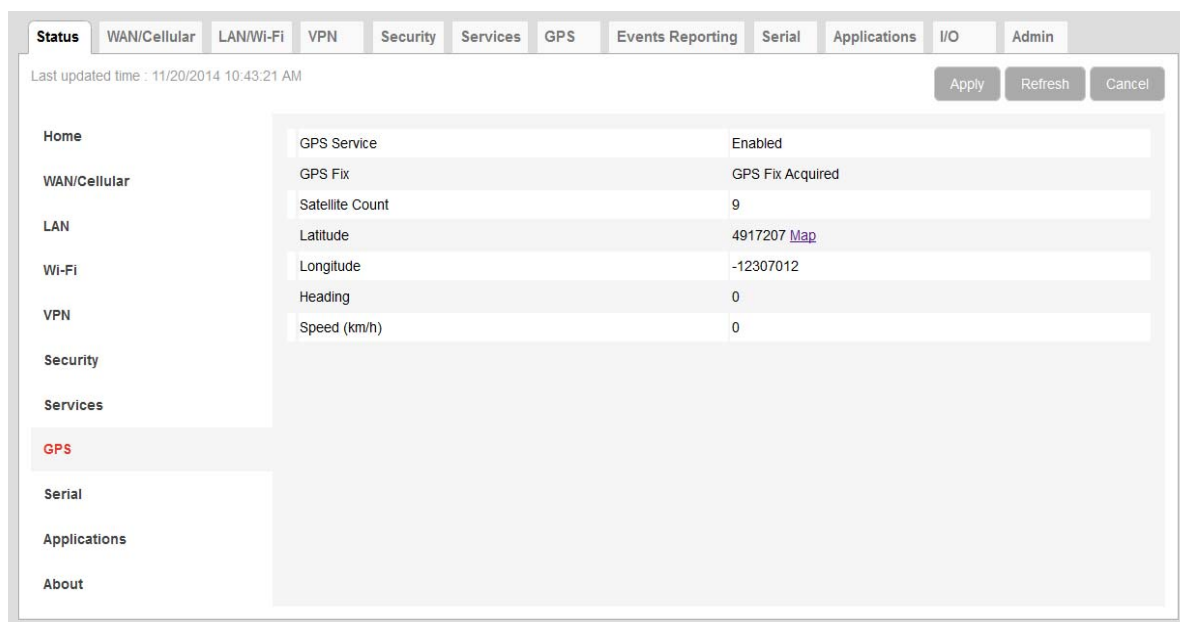 Status WAN/Cellular LAN/Wi-Fi VPN Security Services GPS Events Reporting Serial Applications I/O Admin
Last updated time : 11/20/2014 10:43:21 AM
Apply Refresh Cancel
Home
WAN/Cellular
LAN
Wi-Fi
VPN
Security
Services
GPS
Serial
Applications
About
GPS Service Enabled
GPS Fix GPS Fix Acquired
Satellite Count 9
Latitude 4917207 Map
Longitude -12307012
Heading 0
Speed (km/h) 0